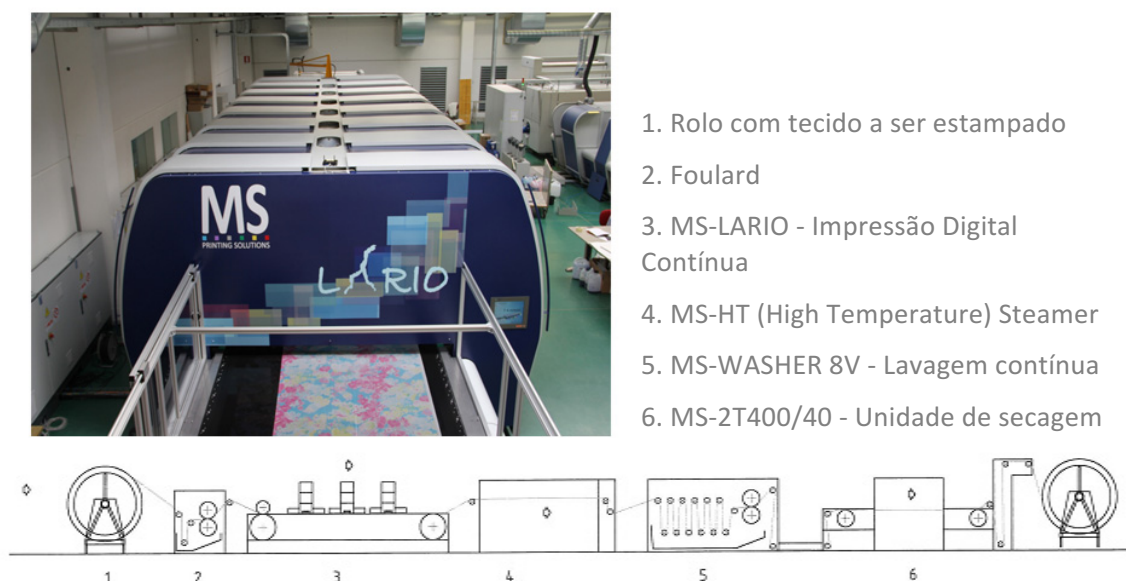 MS
PRINTING SOLUTIONS
LARIO
1. Rolo com tecido a ser estampado
2. Foulard
3. MS-LARIO - Impressão Digital
Contínua
4. MS-HT (High Temperature) Steamer
5. MS-WASHER 8V - Lavagem contínua
6. MS-2T400/40 - Unidade de secagem
1 2 3 4 5 6